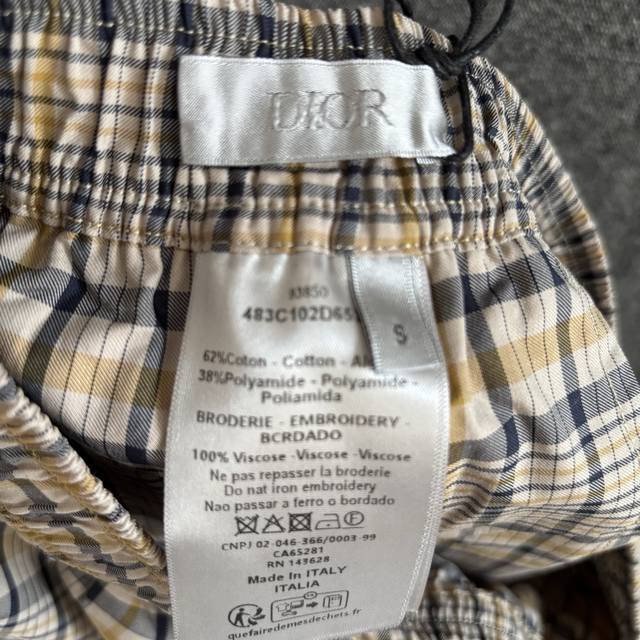 DIOR
93850
483C102D65
S
62%Coton - Cotton -
38%Polyamide - Polyamide -
Poliamida
BRODERIE - EMBROIDERY -
BORDADO
100% Viscose -Viscose -Viscose
Ne pas repasser la broderie
Do not iron embroidery
Nao passar a ferro o bordado
CNPJ 02-046-366/0003-99
CA65281
RN 143628
Made In ITALY
ITALIA
quefairedemesdechets.fr